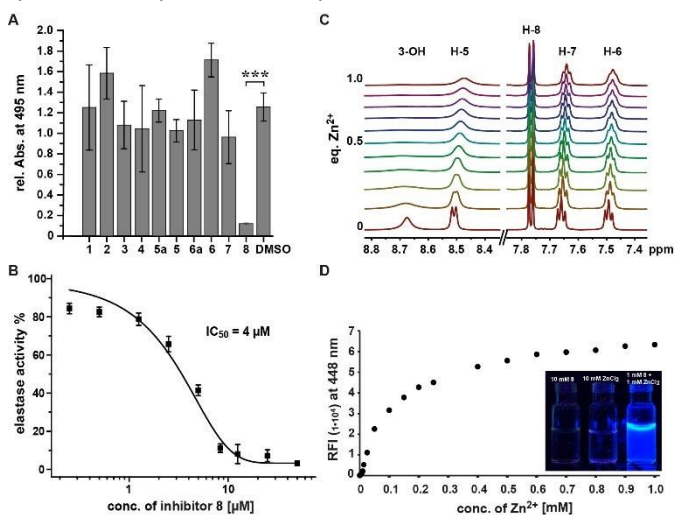 A
rel. Abs. at 495 nm
2.0
1.8
1.6
1.4
1.2
1.0
0.8
0.6
0.4
0.2
0
***
1 2 3 4 5a 5 6a 6 7 8 DMSO
B
elastase activity %
100
80
60
40
20
0
IC50 = 4 µM
1 10
conc. of inhibitor 8 [µM]
C
eq. Zn2+
3-OH H-5 H-8 H-7 H-6
1.0
0.5
0
8.8 8.7 8.6 8.5 8.4 7.8 7.7 7.6 7.5 7.4 ppm
D
RFI (1·10⁴) at 448 nm
7
6
5
4
3
2
1
0
10 mM 8
10 mM ZnCl2
1 mM 8 +
1 mM ZnCl2
0 0.1 0.2 0.3 0.4 0.5 0.6 0.7 0.8 0.9 1.0
conc. of Zn2+ [mM]